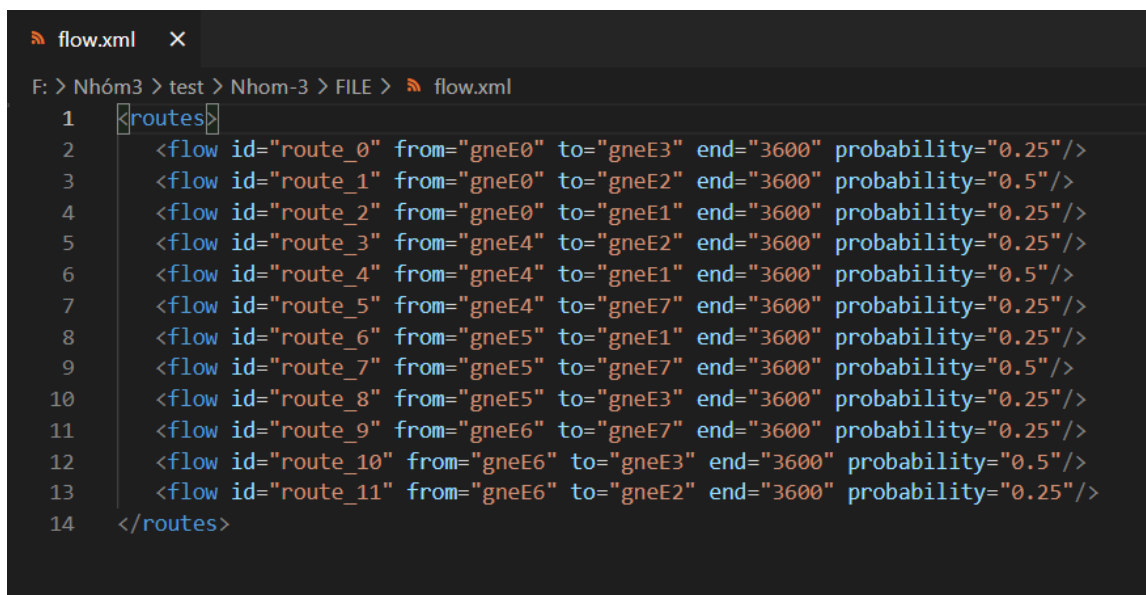 flow.xml ×
F: > Nhóm3 > test > Nhom-3 > FILE > flow.xml
1 <routes>
2 <flow id="route_0" from="gneE0" to="gneE3" end="3600" probability="0.25"/>
3 <flow id="route_1" from="gneE0" to="gneE2" end="3600" probability="0.5"/>
4 <flow id="route_2" from="gneE0" to="gneE1" end="3600" probability="0.25"/>
5 <flow id="route_3" from="gneE4" to="gneE2" end="3600" probability="0.25"/>
6 <flow id="route_4" from="gneE4" to="gneE1" end="3600" probability="0.5"/>
7 <flow id="route_5" from="gneE4" to="gneE7" end="3600" probability="0.25"/>
8 <flow id="route_6" from="gneE5" to="gneE1" end="3600" probability="0.25"/>
9 <flow id="route_7" from="gneE5" to="gneE7" end="3600" probability="0.5"/>
10 <flow id="route_8" from="gneE5" to="gneE3" end="3600" probability="0.25"/>
11 <flow id="route_9" from="gneE6" to="gneE7" end="3600" probability="0.25"/>
12 <flow id="route_10" from="gneE6" to="gneE3" end="3600" probability="0.5"/>
13 <flow id="route_11" from="gneE6" to="gneE2" end="3600" probability="0.25"/>
14 </routes>